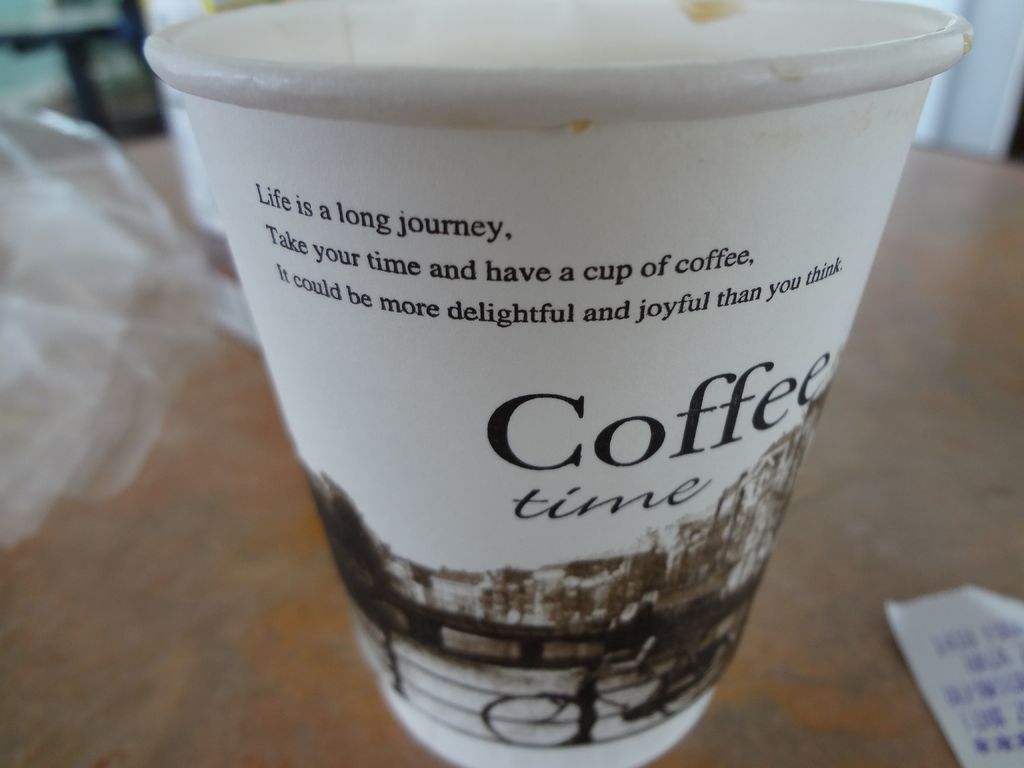 Life is a long journey,
Take your time and have a cup of coffee,
It could be more delightful and joyful than you think.
Coffee
time